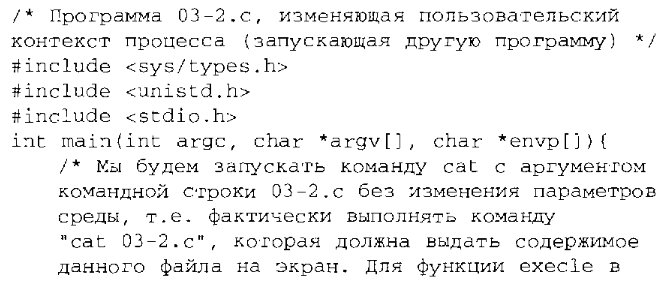 /* Программа 03-2.с, изменяющая пользовательский
контекст процесса (запускающая другую программу) */
#include <sys/types.h>
#include <unistd.h>
#include <stdio.h>
int main(int argc, char *argv[], char *envp[]){
/* Мы будем запускать команду cat с аргументом
командной строки 03-2.с без изменения параметров
среды, т.е. фактически выполнять команду
"cat 03-2.c", которая должна выдать содержимое
данного файла на экран. Для функции execle в